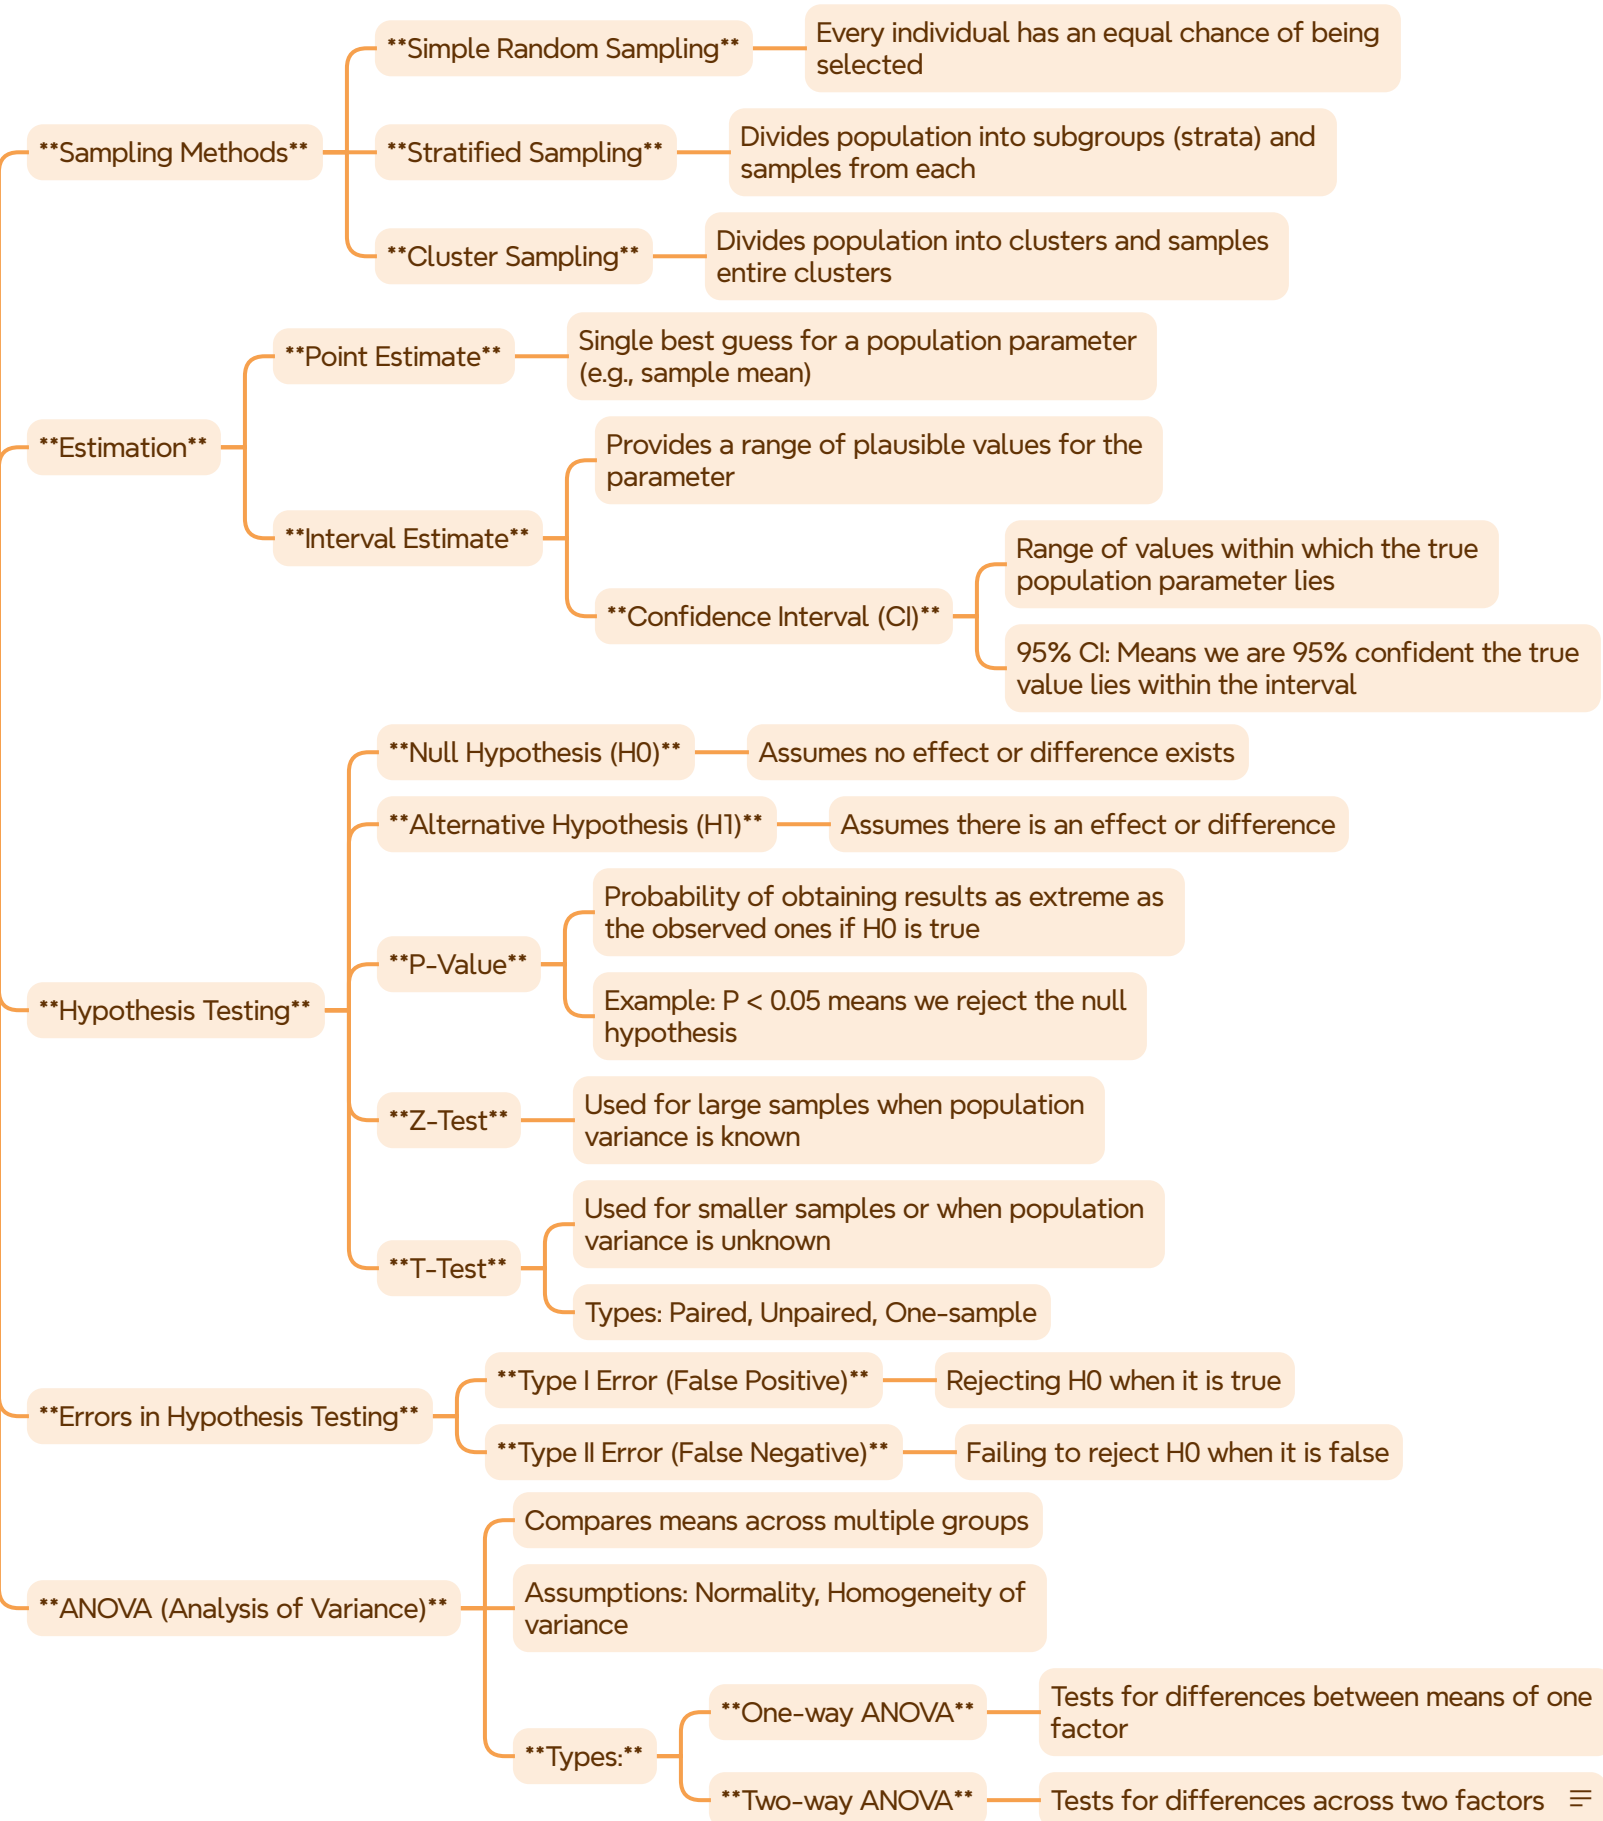 **Sampling Methods**
**Simple Random Sampling**
Every individual has an equal chance of being
selected
**Stratified Sampling**
Divides population into subgroups (strata) and
samples from each
**Cluster Sampling**
Divides population into clusters and samples
entire clusters
**Estimation**
**Point Estimate**
Single best guess for a population parameter
(e.g., sample mean)
**Interval Estimate**
Provides a range of plausible values for the
parameter
**Confidence Interval (CI)**
Range of values within which the true
population parameter lies
95% CI: Means we are 95% confident the true
value lies within the interval
**Hypothesis Testing**
**Null Hypothesis (H0)**
Assumes no effect or difference exists
**Alternative Hypothesis (H1)**
Assumes there is an effect or difference
**P-Value**
Probability of obtaining results as extreme as
the observed ones if H0 is true
Example: P < 0.05 means we reject the null
hypothesis
**Z-Test**
Used for large samples when population
variance is known
**T-Test**
Used for smaller samples or when population
variance is unknown
Types: Paired, Unpaired, One-sample
**Errors in Hypothesis Testing**
**Type I Error (False Positive)**
Rejecting H0 when it is true
**Type II Error (False Negative)**
Failing to reject H0 when it is false
**ANOVA (Analysis of Variance)**
Compares means across multiple groups
Assumptions: Normality, Homogeneity of
variance
**Types:**
**One-way ANOVA**
Tests for differences between means of one
factor
**Two-way ANOVA**
Tests for differences across two factors